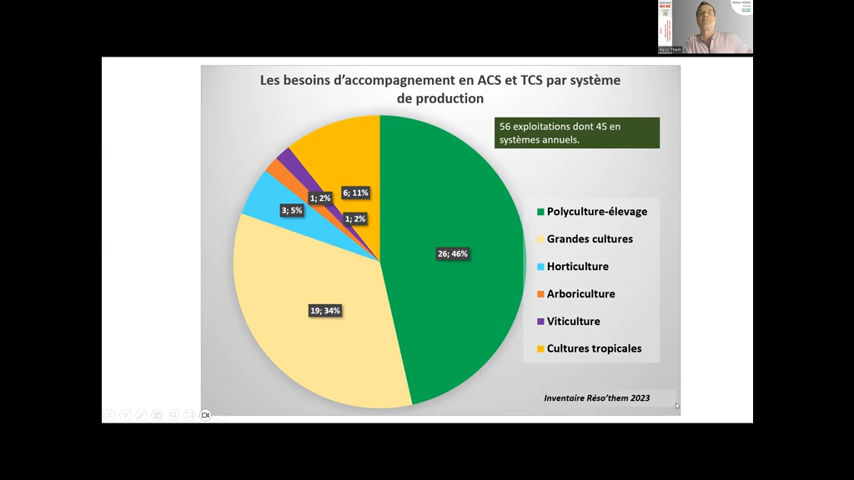 Les besoins d'accompagnement en ACS et TCS par système
de production
56 exploitations dont 45 en
systèmes annuels.
6; 11%
1; 2%
3; 5%
1; 2%
26; 46%
19; 34%
Polyculture-élevage
Grandes cultures
Horticulture
Arboriculture
Viticulture
Cultures tropicales
Inventaire Réso'them 2023